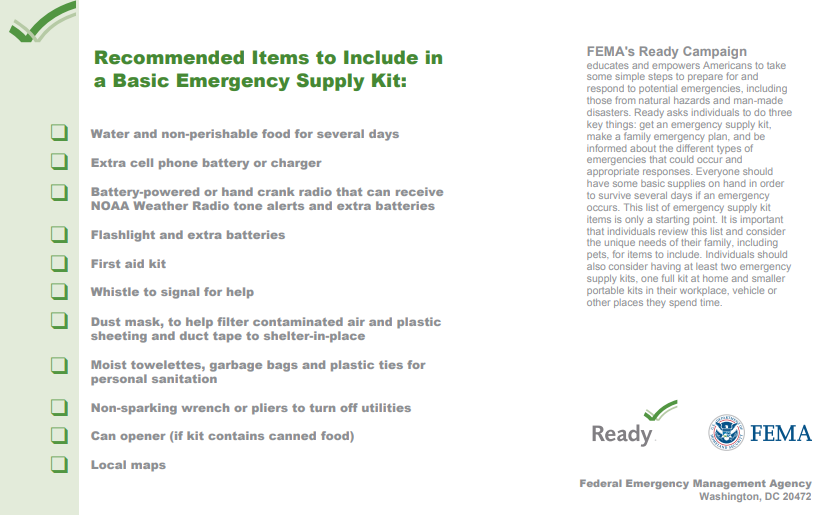 Recommended Items to Include in
a Basic Emergency Supply Kit:
Water and non-perishable food for several days
Extra cell phone battery or charger
Battery-powered or hand crank radio that can receive
NOAA Weather Radio tone alerts and extra batteries
Flashlight and extra batteries
First aid kit
Whistle to signal for help
Dust mask, to help filter contaminated air and plastic
sheeting and duct tape to shelter-in-place
Moist towelettes, garbage bags and plastic ties for
personal sanitation
Non-sparking wrench or pliers to turn off utilities
Can opener (if kit contains canned food)
Local maps
FEMA's Ready Campaign
educates and empowers Americans to take
some simple steps to prepare for and
respond to potential emergencies, including
those from natural hazards and man-made
disasters. Ready asks individuals to do three
key things: get an emergency supply kit,
make a family emergency plan, and be
informed about the different types of
emergencies that could occur and
appropriate responses. Everyone should
have some basic supplies on hand in order
to survive several days if an emergency
occurs. This list of emergency supply kit
items is only a starting point. It is important
that individuals review this list and consider
the unique needs of their family, including
pets, for items to include. Individuals should
also consider having at least two emergency
supply kits, one full kit at home and smaller
portable kits in their workplace, vehicle or
other places they spend time.
Ready
FEMA
Federal Emergency Management Agency
Washington, DC 20472